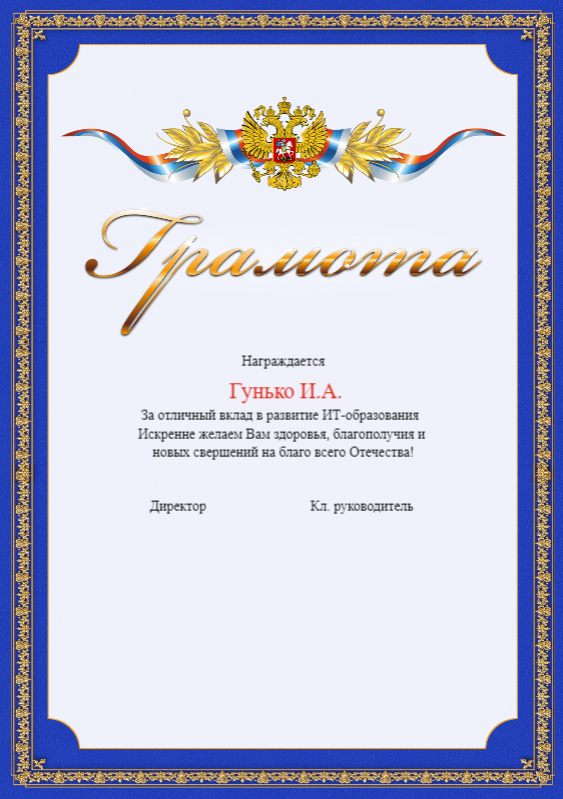 Грамота
Награждается
Гунько И.А.
За отличный вклад в развитие ИТ-образования
Искренне желаем Вам здоровья, благополучия и
новых свершений на благо всего Отечества!
Директор Кл. руководитель